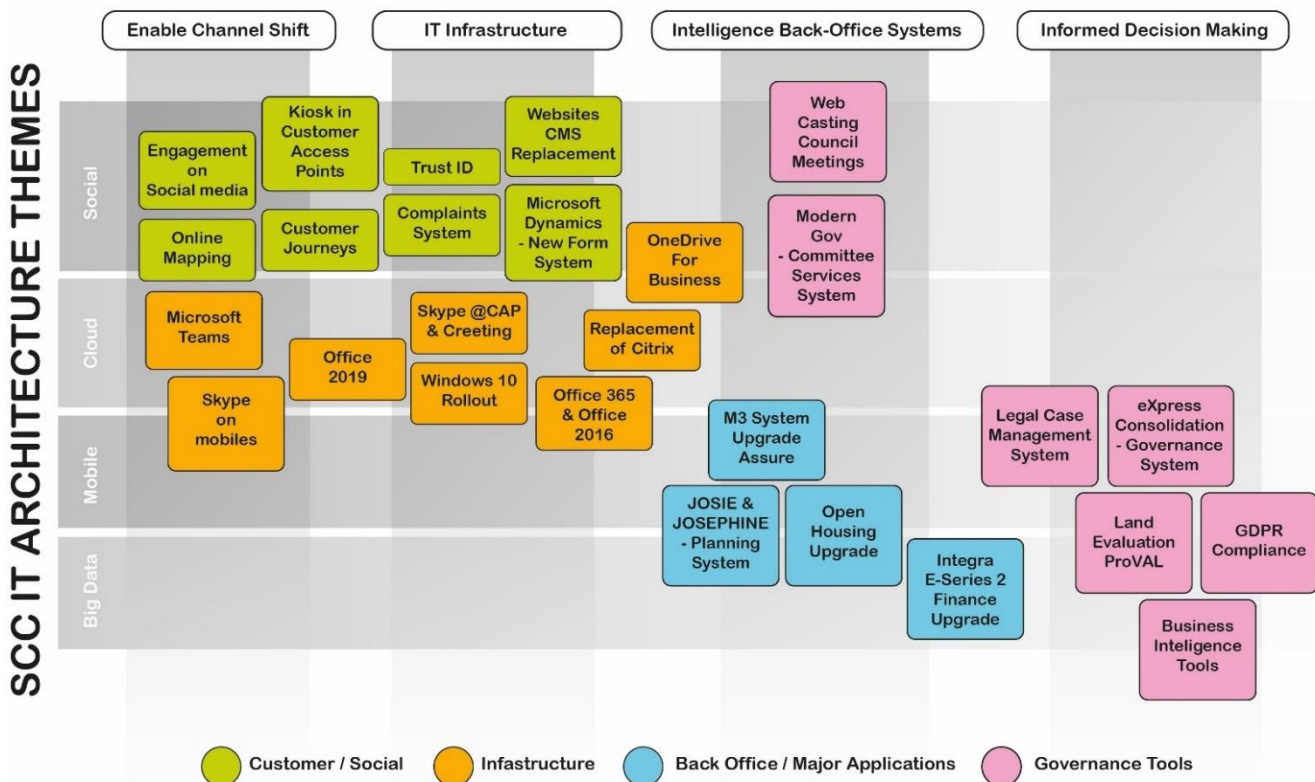 SCC IT ARCHITECTURE THEMES
Enable Channel Shift
IT Infrastructure
Intelligence Back-Office Systems
Informed Decision Making
Social
Cloud
Mobile
Big Data
Engagement
on
Social media
Kiosk in
Customer
Access
Points
Online
Mapping
Customer
Journeys
Trust ID
Complaints
System
Websites
CMS
Replacement
Microsoft
Dynamics
- New Form
System
OneDrive
For
Business
Web
Casting
Council
Meetings
Modern
Gov
- Committee
Services
System
Microsoft
Teams
Skype
on
mobiles
Office
2019
Skype @CAP
& Creeting
Windows 10
Rollout
Replacement
of Citrix
Office 365
& Office
2016
M3 System
Upgrade
Assure
JOSIE &
JOSEPHINE
- Planning
System
Open
Housing
Upgrade
Integra
E-Series 2
Finance
Upgrade
Legal Case
Management
System
eXpress
Consolidation
- Governance
System
Land
Evaluation
ProVAL
GDPR
Compliance
Business
Inteligence
Tools
Customer / Social
Infastructure
Back Office / Major Applications
Governance Tools